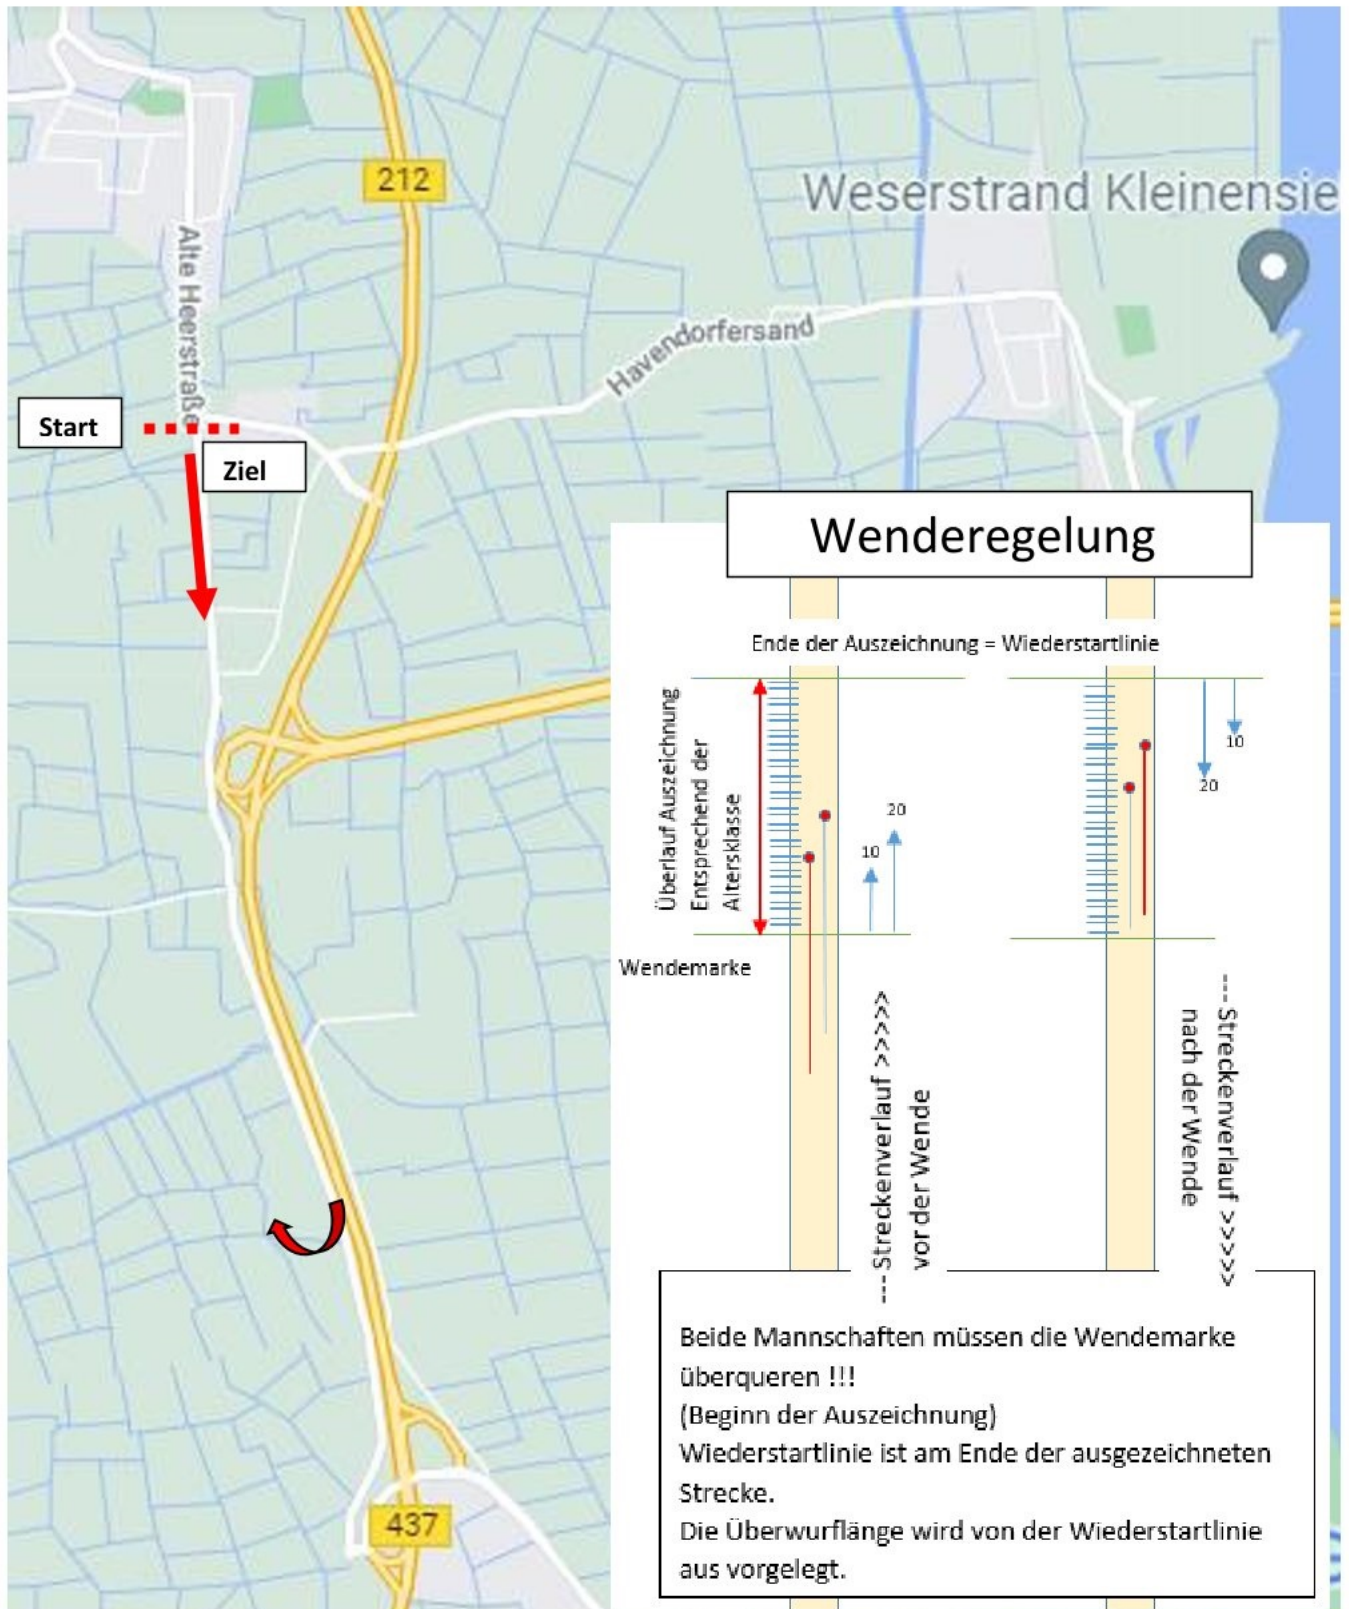 212
Weserstrand Kleinensie
Alte Heerstraße
Havendorfersand
Start
Ziel
Wenderegelung
Ende der Auszeichnung = Wiederstartlinie
Überlauf Auszeichnung
Entsprechend der
Altersklasse
10
20
10
20
Wendemarke
--- Streckenverlauf >>>>>
vor der Wende
--- Streckenverlauf >>>>>
nach der Wende
Beide Mannschaften müssen die Wendemarke
überqueren !!!
(Beginn der Auszeichnung)
Wiederstartlinie ist am Ende der ausgezeichneten
Strecke.
Die Überwurflänge wird von der Wiederstartlinie
aus vorgelegt.
437